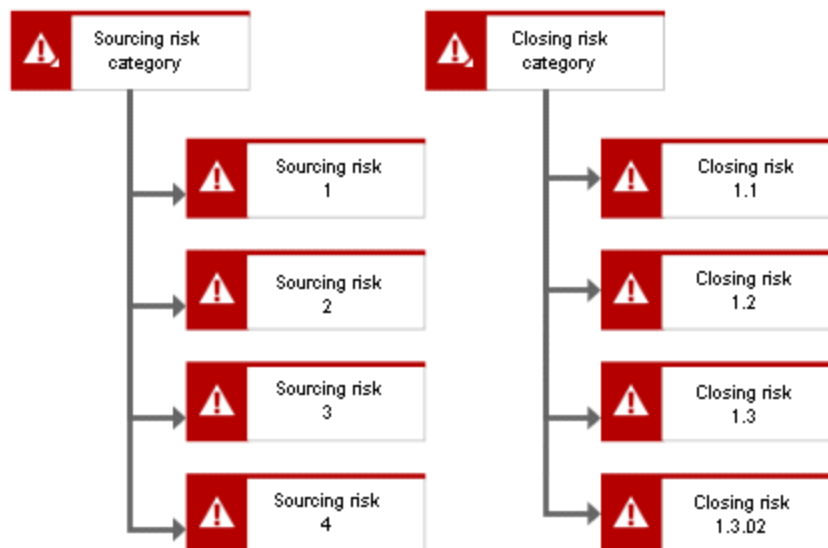 Sourcing risk
category
Sourcing risk
1
Sourcing risk
2
Sourcing risk
3
Sourcing risk
4
Closing risk
category
Closing risk
1.1
Closing risk
1.2
Closing risk
1.3
Closing risk
1.3.02